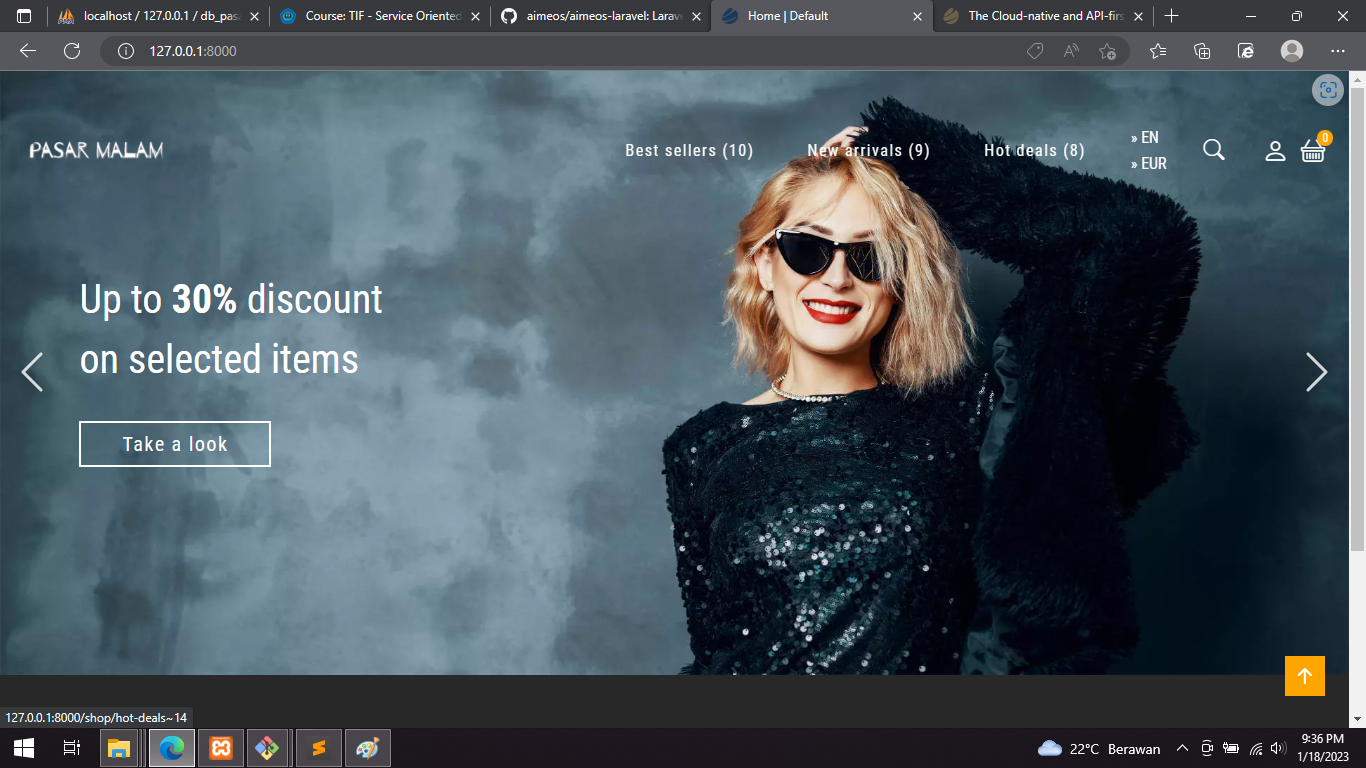 localhost / 127.0.0.1 / db_pasa
Course: TIF - Service Oriented
aimeos/aimeos-laravel: Larave
Home | Default
The Cloud-native and API-firs
127.0.0.1:8000
PASAR MALAM
Best sellers (10)
New arrivals (9)
Hot deals (8)
» EN
» EUR
0
Up to 30% discount
on selected items
Take a look
127.0.0.1:8000/shop/hot-deals~14
22°C Berawan
9:36 PM
1/18/2023